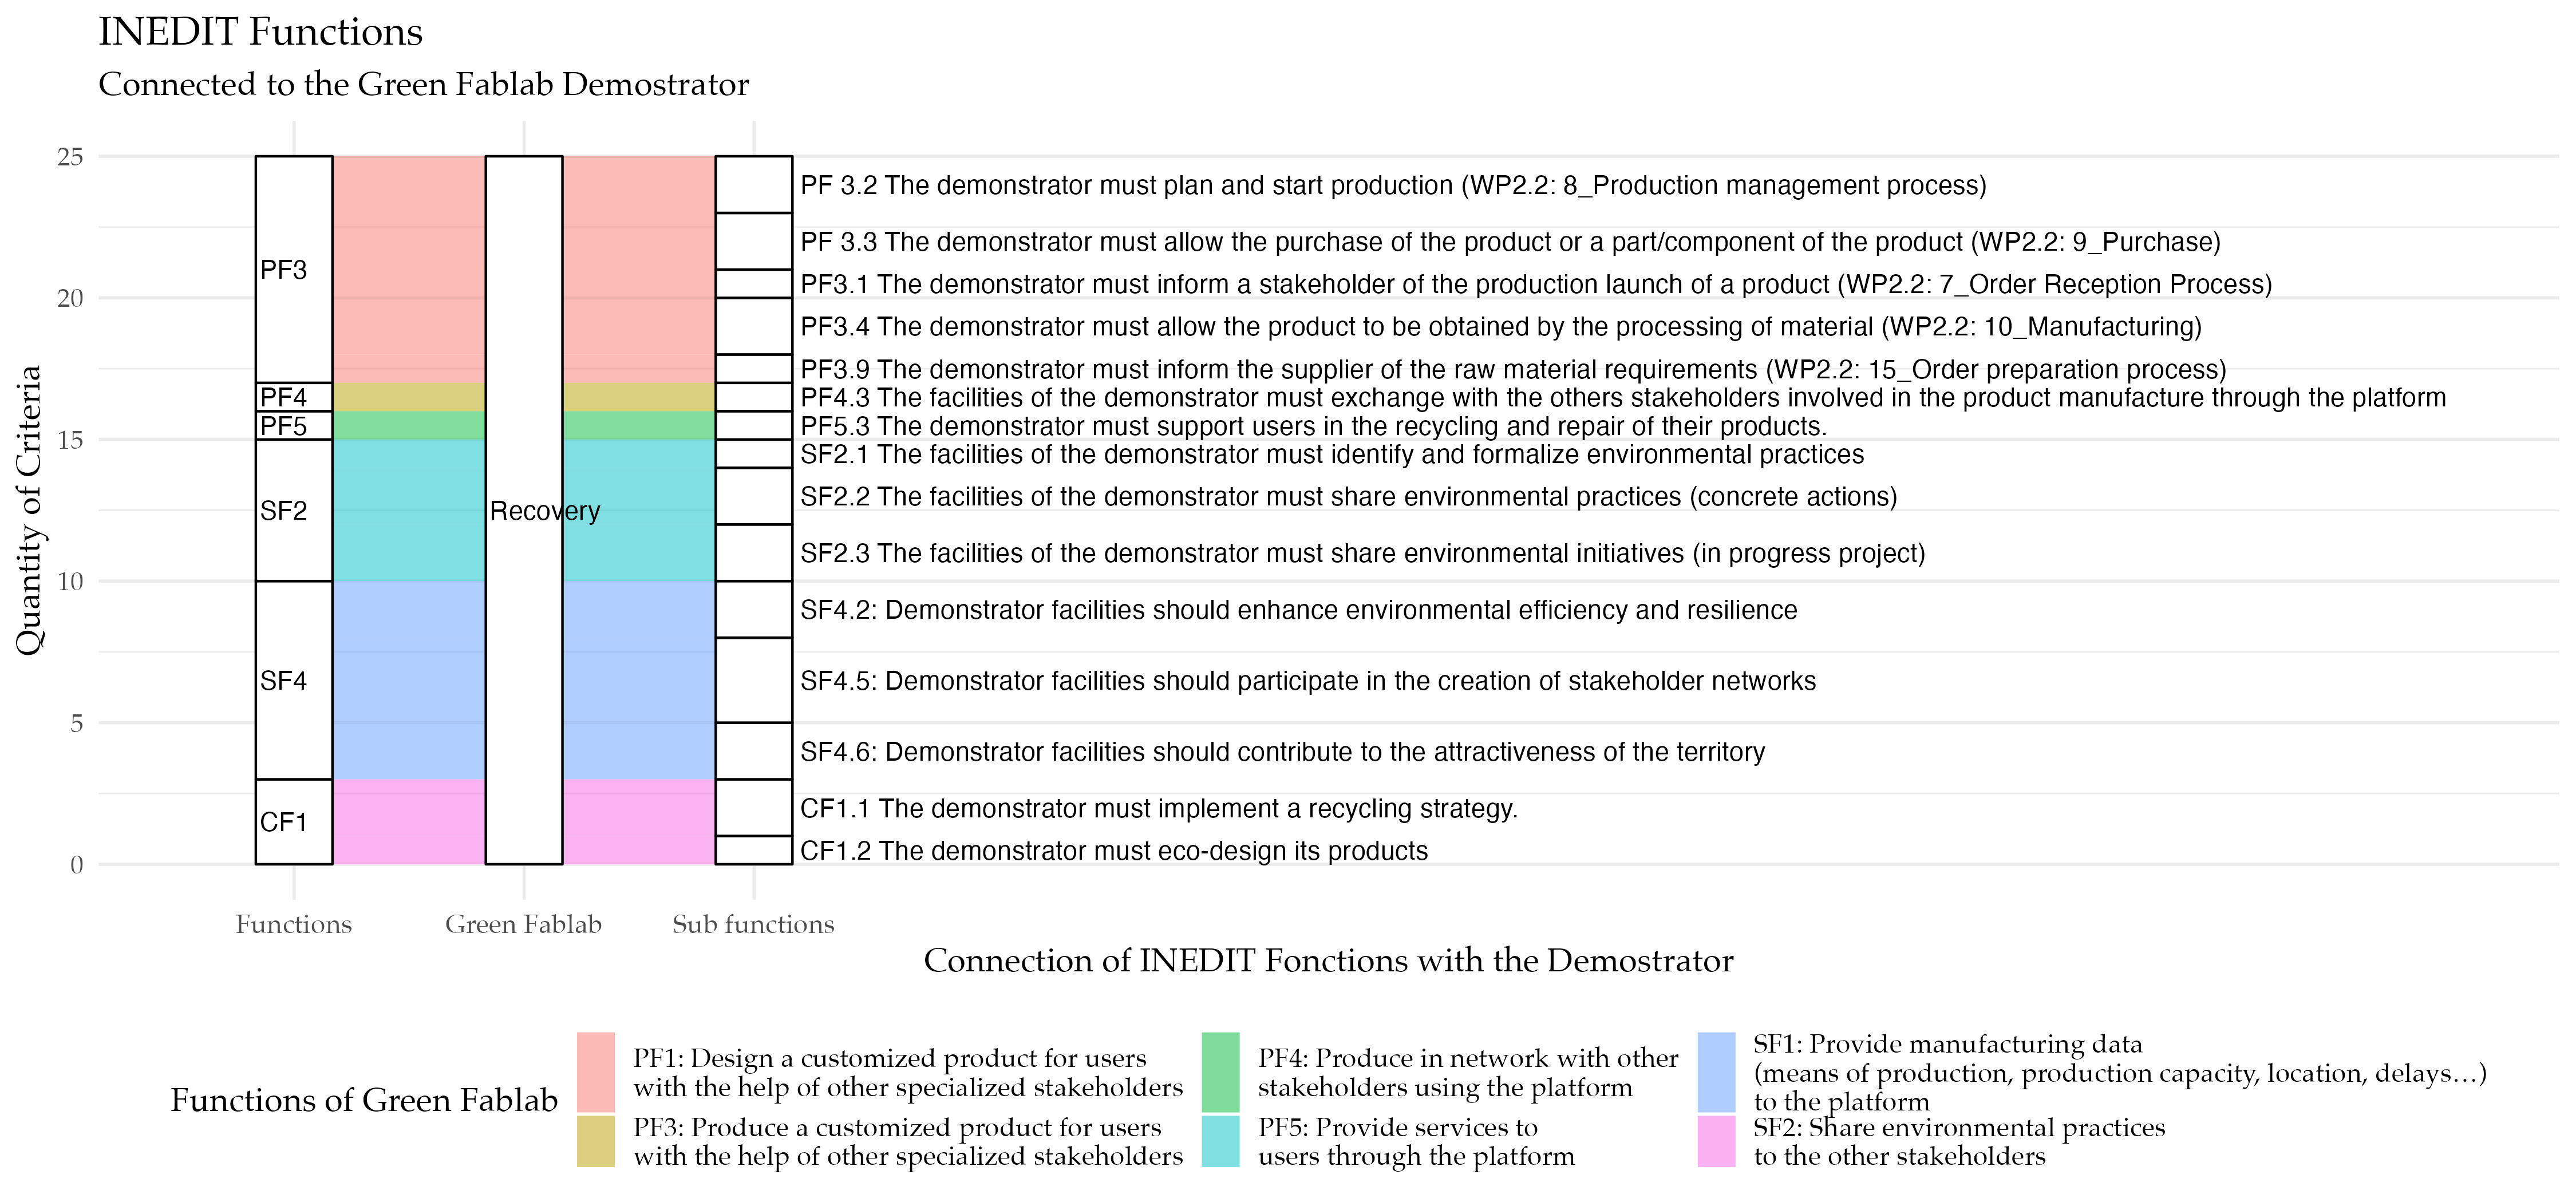 INEDIT Functions
Connected to the Green Fablab Demostrator
Quantity of Criteria
25
20
15
10
5
0
PF3
PF4
PF5
SF2
SF4
CF1
Recovery
PF 3.2 The demonstrator must plan and start production (WP2.2: 8_Production management process)
PF 3.3 The demonstrator must allow the purchase of the product or a part/component of the product (WP2.2: 9_Purchase)
PF3.1 The demonstrator must inform a stakeholder of the production launch of a product (WP2.2: 7_Order Reception Process)
PF3.4 The demonstrator must allow the product to be obtained by the processing of material (WP2.2: 10_Manufacturing)
PF3.9 The demonstrator must inform the supplier of the raw material requirements (WP2.2: 15_Order preparation process)
PF4.3 The facilities of the demonstrator must exchange with the others stakeholders involved in the product manufacture through the platform
PF5.3 The demonstrator must support users in the recycling and repair of their products.
SF2.1 The facilities of the demonstrator must identify and formalize environmental practices
SF2.2 The facilities of the demonstrator must share environmental practices (concrete actions)
SF2.3 The facilities of the demonstrator must share environmental initiatives (in progress project)
SF4.2: Demonstrator facilities should enhance environmental efficiency and resilience
SF4.5: Demonstrator facilities should participate in the creation of stakeholder networks
SF4.6: Demonstrator facilities should contribute to the attractiveness of the territory
CF1.1 The demonstrator must implement a recycling strategy.
CF1.2 The demonstrator must eco-design its products
Functions
Green Fablab
Sub functions
Connection of INEDIT Fonctions with the Demostrator
Functions of Green Fablab
PF1: Design a customized product for users
with the help of other specialized stakeholders
PF3: Produce a customized product for users
with the help of other specialized stakeholders
PF4: Produce in network with other
stakeholders using the platform
PF5: Provide services to
users through the platform
SF1: Provide manufacturing data
(means of production, production capacity, location, delays…)
to the platform
SF2: Share environmental practices
to the other stakeholders